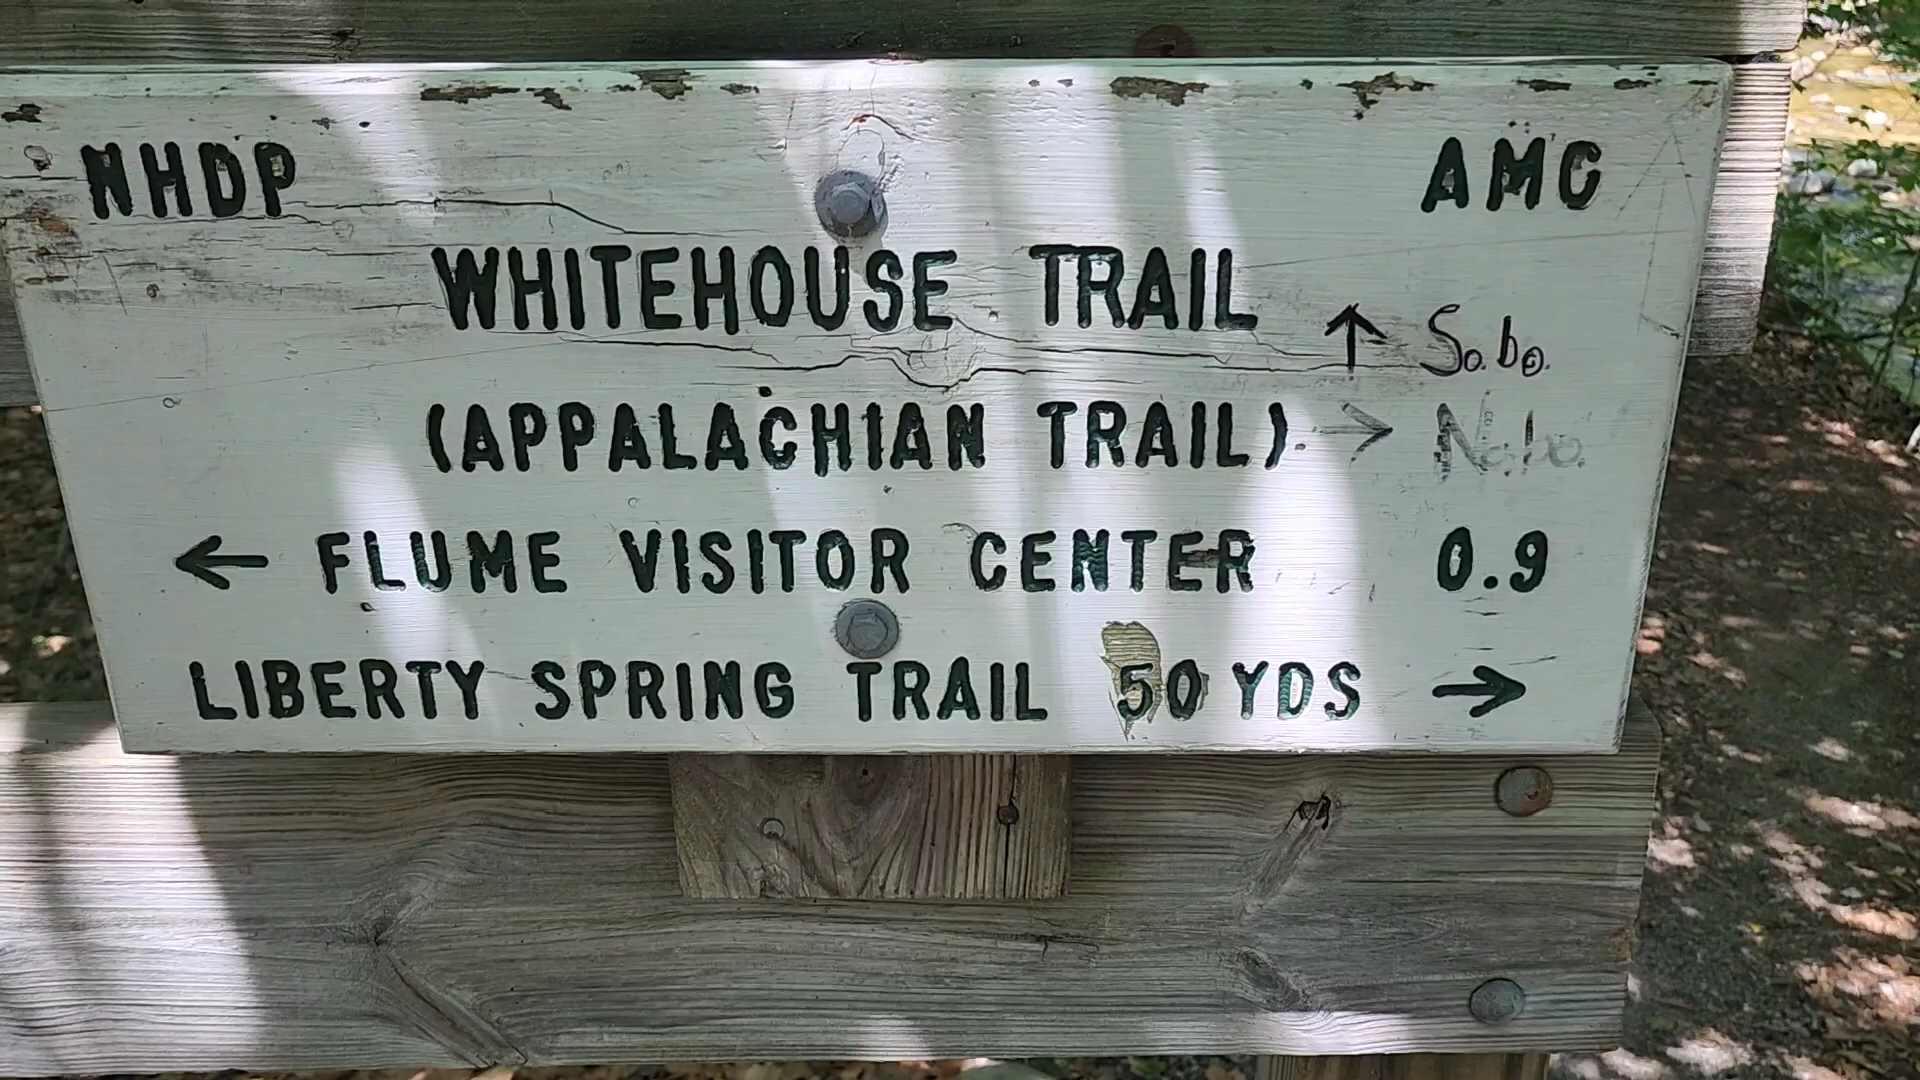 NHDP AMC
WHITEHOUSE TRAIL
↑ So.bo.
(APPALACHIAN TRAIL) → No.bo.
← FLUME VISITOR CENTER 0.9
LIBERTY SPRING TRAIL 50 YDS →